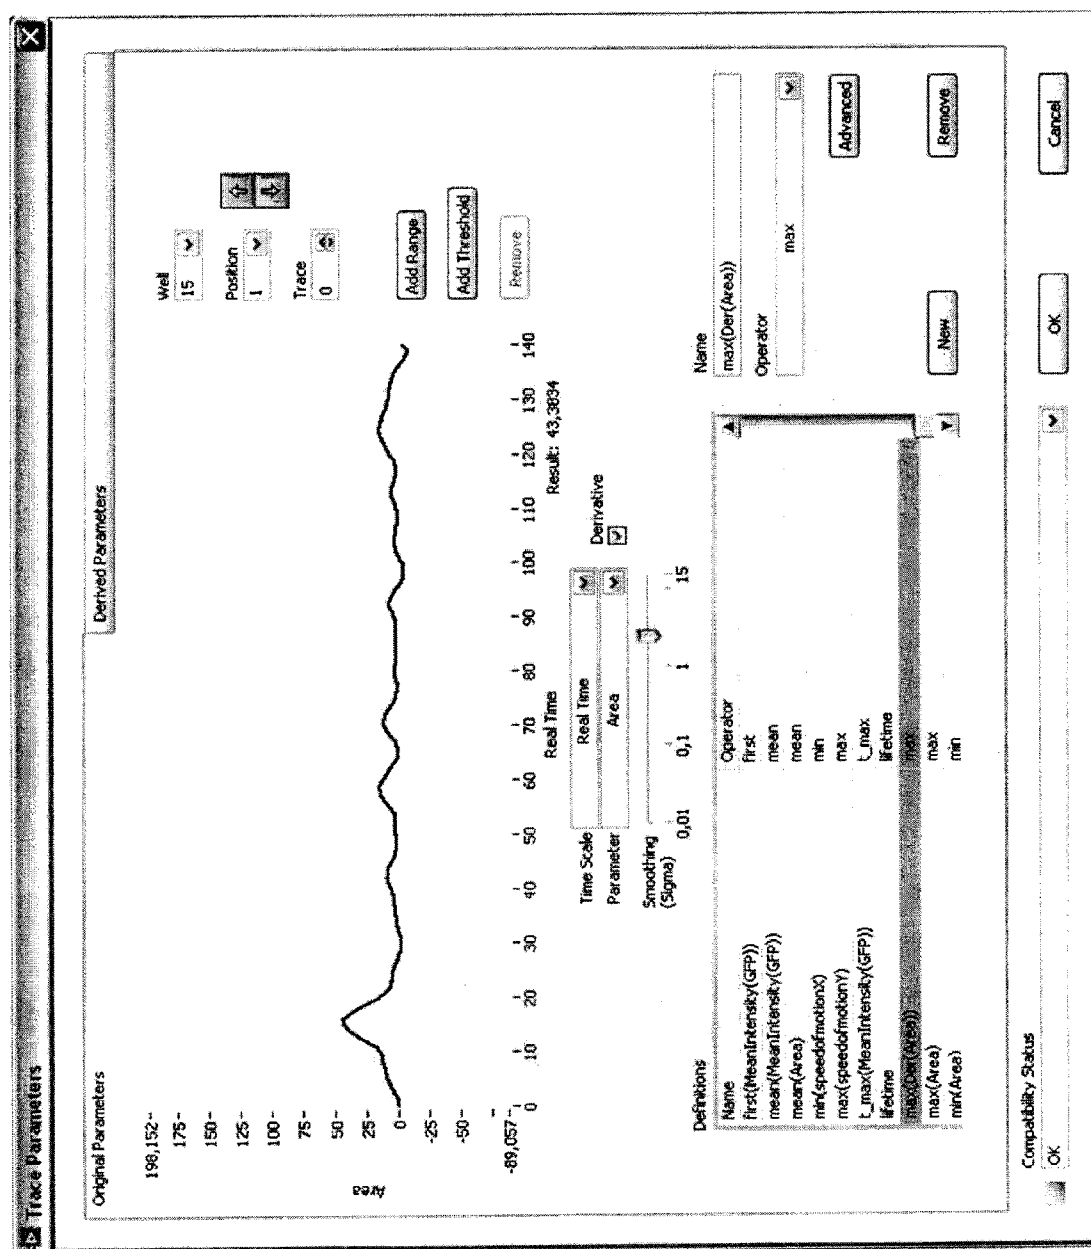 Trace Parameters
Original Parameters
Derived Parameters
198,152
175
150
125
100
75
50
25
0
-25
-50
-89,057
Area
0 10 20 30 40 50 60 70 80 90 100 110 120 130 140
Real Time
Result: 43,3834
Well
15
Position
1
Trace
0
Add Range
Add Threshold
Remove
Time Scale Real Time
Parameter Area
Derivative
Smoothing
(Sigma)
0,01 0,1 1 15
Definitions
Name Operator
first(MeanIntensity(GFP)) first
mean(MeanIntensity(GFP)) mean
mean(Area) mean
min(speedofmotionX) min
max(speedofmotionY) max
t_max(MeanIntensity(GFP)) t_max
lifetime lifetime
max(Der(Area)) max
max(Area) max
min(Area) min
Name
max(Der(Area))
Operator
max
Advanced
New Remove
Compatibility Status
OK
OK Cancel